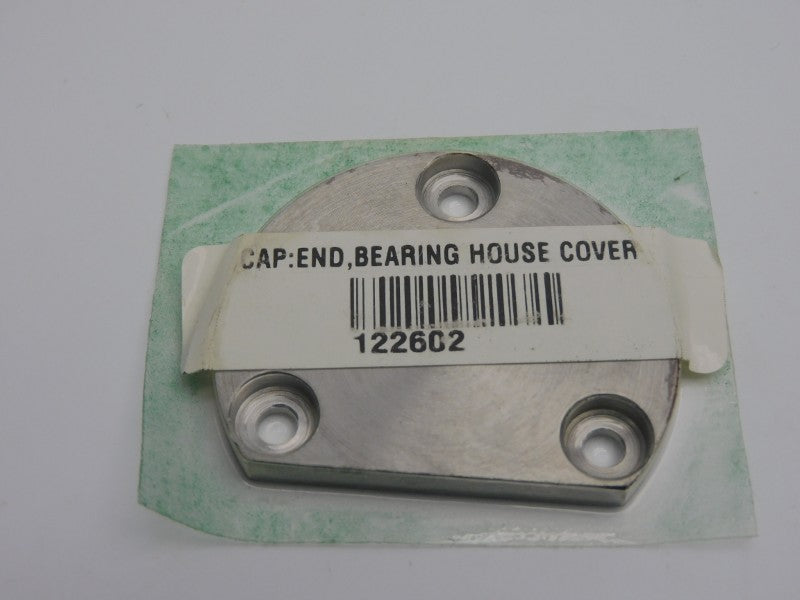 CAP:END,BEARING HOUSE COVER
122602